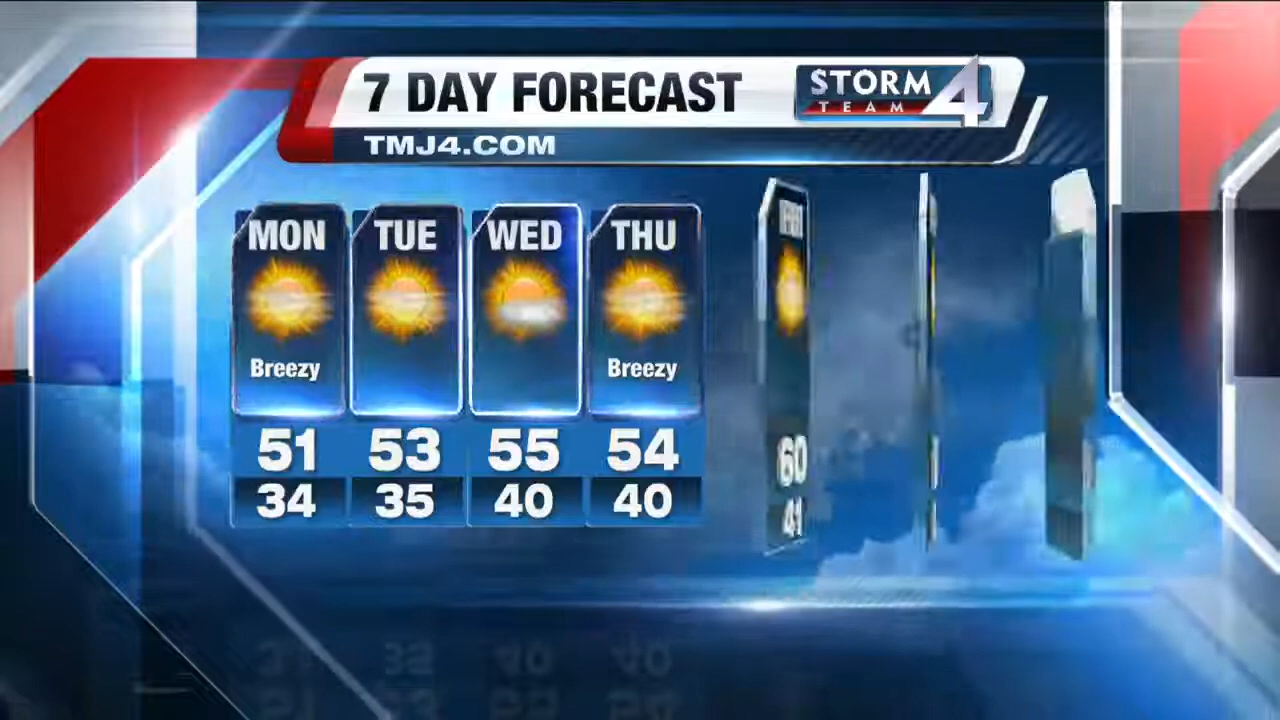 7 DAY FORECAST
STORM 4
TEAM
TMJ4.COM
MON TUE WED THU
Breezy Breezy
51 53 55 54 60
34 35 40 40 41